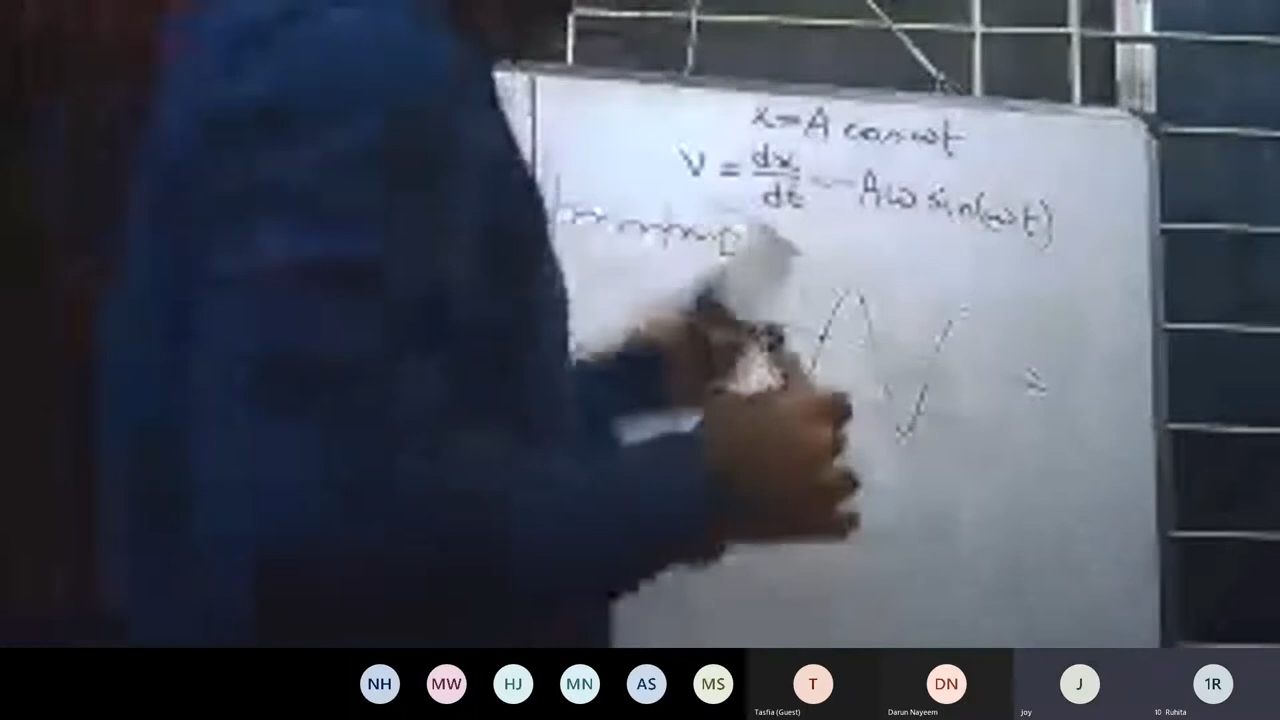 x = A cos ωt
V = dx/dt = - Aω sin(ωt)
=
NH MW HJ MN AS MS T DN J 1R
Tasfia (Guest) Darun Nayeem joy 10 Ruhita